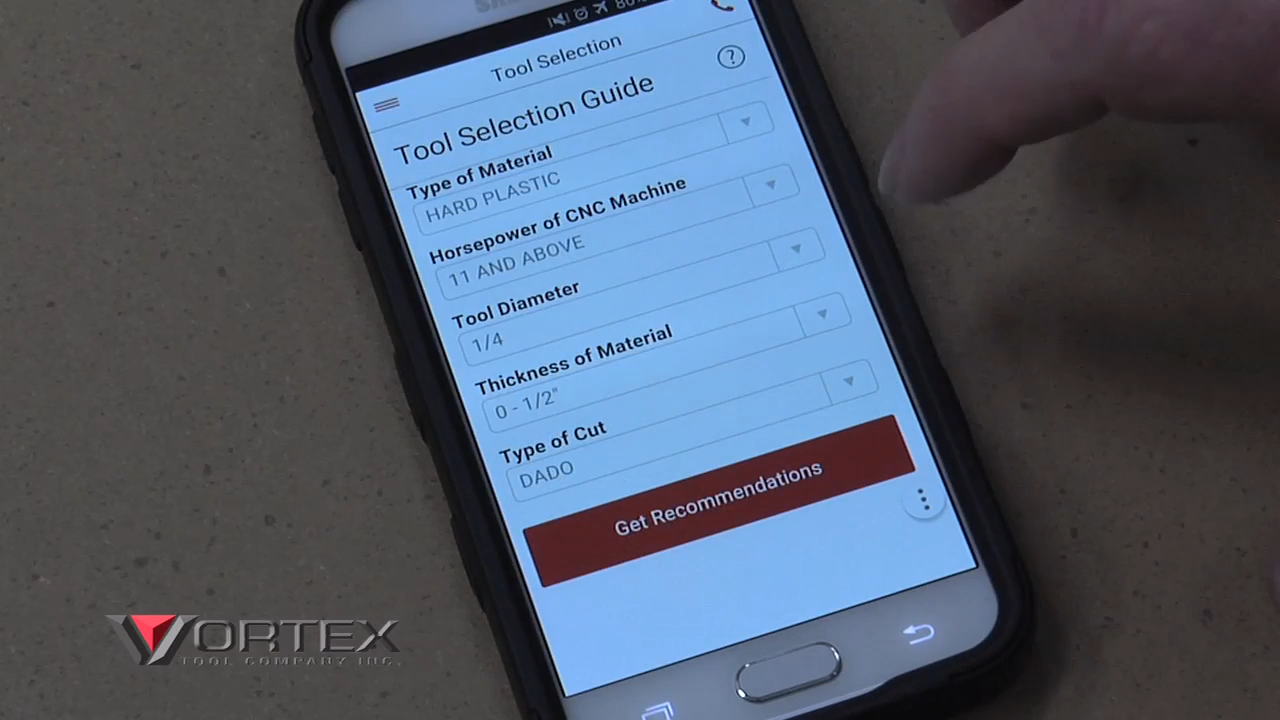 Tool Selection
Tool Selection Guide
?
Type of Material
HARD PLASTIC
Horsepower of CNC Machine
11 AND ABOVE
Tool Diameter
1/4
Thickness of Material
0 - 1/2"
Type of Cut
DADO
Get Recommendations
VORTEX
TOOL COMPANY INC.